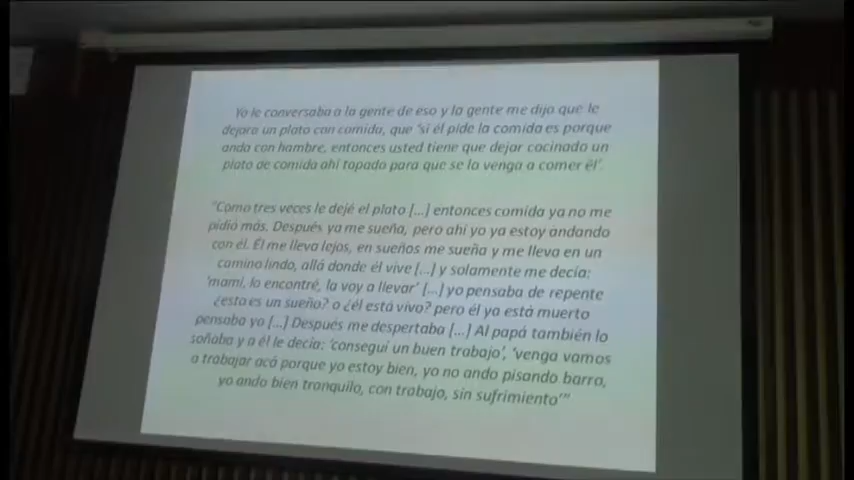 Yo le conversaba a la gente de eso y la gente me dijo que le
dejara un plato con comida, que 'si él pide la comida es porque
anda con hambre, entonces usted tiene que dejar cocinado un
plato de comida ahí tapado para que se la venga a comer él'.
"Como tres veces le dejé el plato [...] entonces comida ya no me
pidió más. Después ya me sueña, pero ahí yo ya estoy andando
con él. Él me lleva lejos, en sueños me sueña y me lleva en un
camino lindo, allá donde él vive [...] y solamente me decía:
'mami, la encontré, la voy a llevar' [...] yo pensaba de repente
¿esta es un sueño? o ¿él está vivo? pero él ya está muerto
pensaba yo [...] Después me despertaba [...] Al papá también lo
soñaba y a él le decía: 'conseguí un buen trabajo', 'venga vamos
a trabajar acá porque yo estoy bien, yo no ando pisando barro,
yo ando bien tranquilo, con trabajo, sin sufrimiento'"